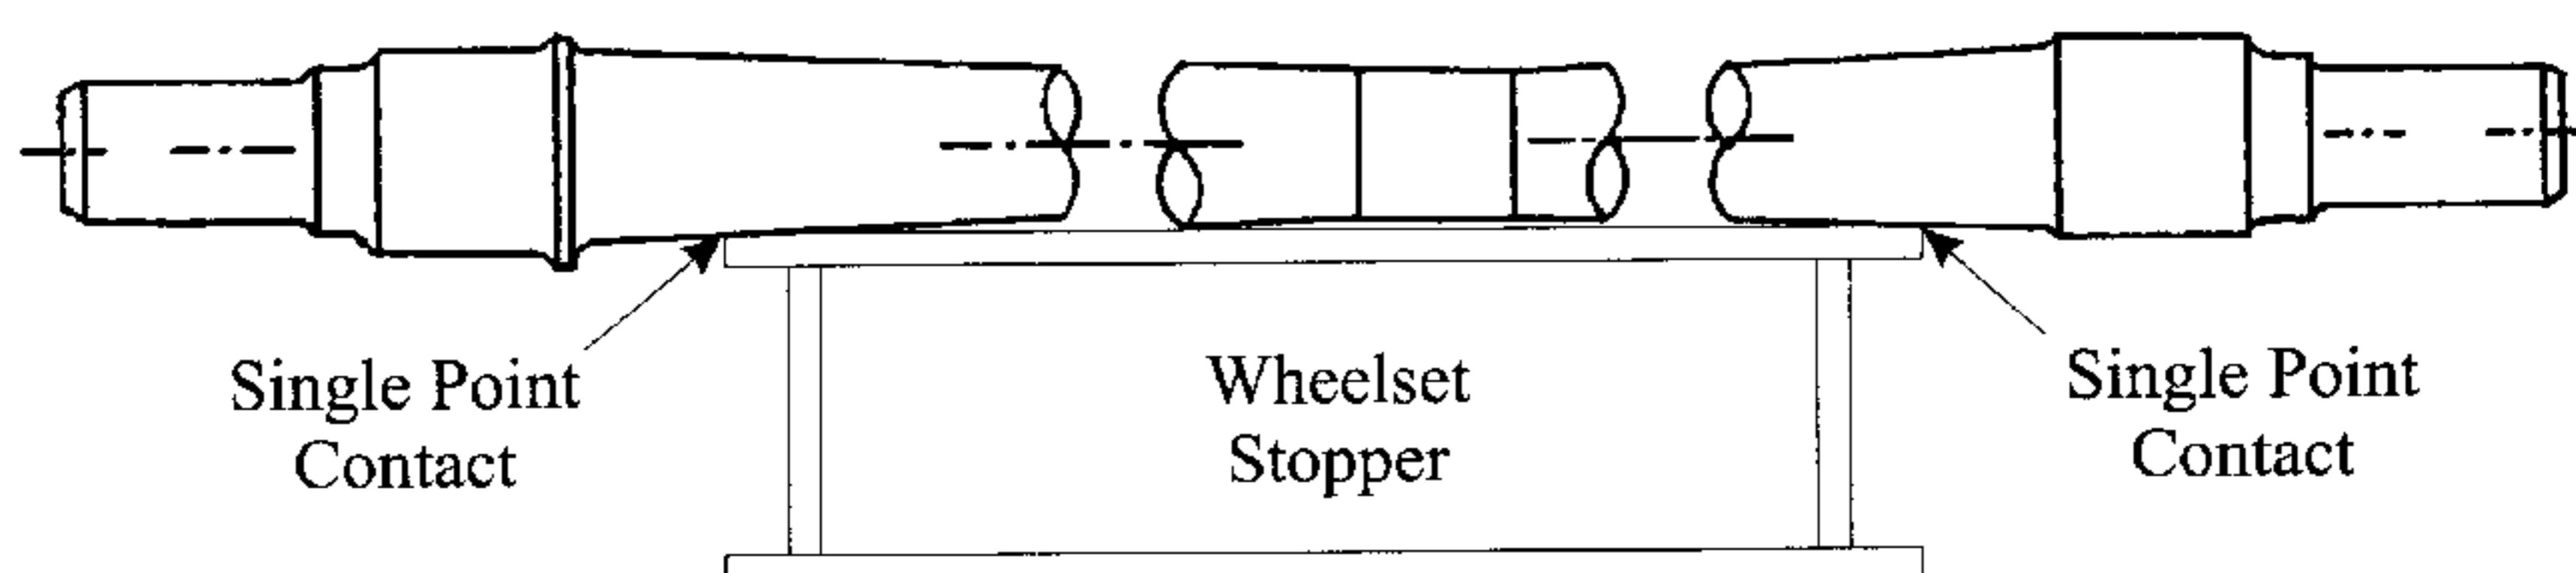 Single Point
Contact
Wheelset
Stopper
Single Point
Contact